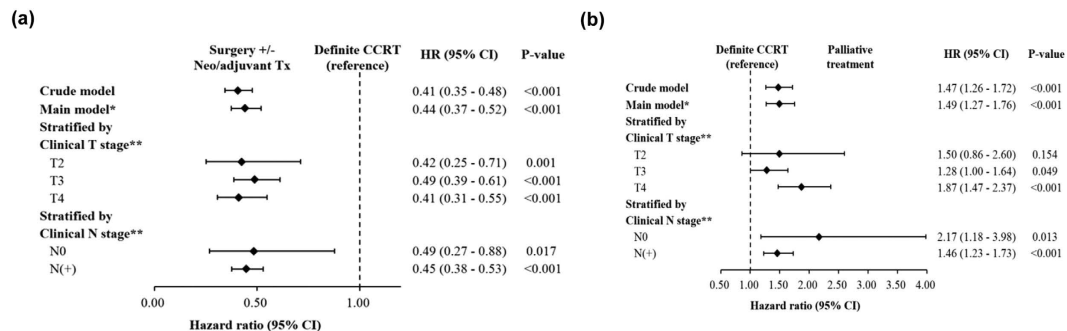 (a)
Surgery +/-
Neo/adjuvant Tx
Definite CCRT
(reference)
HR (95% CI)
P-value
Crude model 0.41 (0.35 - 0.48) <0.001
Main model* 0.44 (0.37 - 0.52) <0.001
Stratified by
Clinical T stage**
T2 0.42 (0.25 - 0.71) 0.001
T3 0.49 (0.39 - 0.61) <0.001
T4 0.41 (0.31 - 0.55) <0.001
Stratified by
Clinical N stage**
N0 0.49 (0.27 - 0.88) 0.017
N(+) 0.45 (0.38 - 0.53) <0.001
0.00 0.50 1.00
Hazard ratio (95% CI)
(b)
Definite CCRT
(reference)
Palliative
treatment
HR (95% CI)
P-value
Crude model 1.47 (1.26 - 1.72) <0.001
Main model* 1.49 (1.27 - 1.76) <0.001
Stratified by
Clinical T stage**
T2 1.50 (0.86 - 2.60) 0.154
T3 1.28 (1.00 - 1.64) 0.049
T4 1.87 (1.47 - 2.37) <0.001
Stratified by
Clinical N stage**
N0 2.17 (1.18 - 3.98) 0.013
N(+) 1.46 (1.23 - 1.73) <0.001
0.50 1.00 1.50 2.00 2.50 3.00 3.50 4.00
Hazard ratio (95% CI)